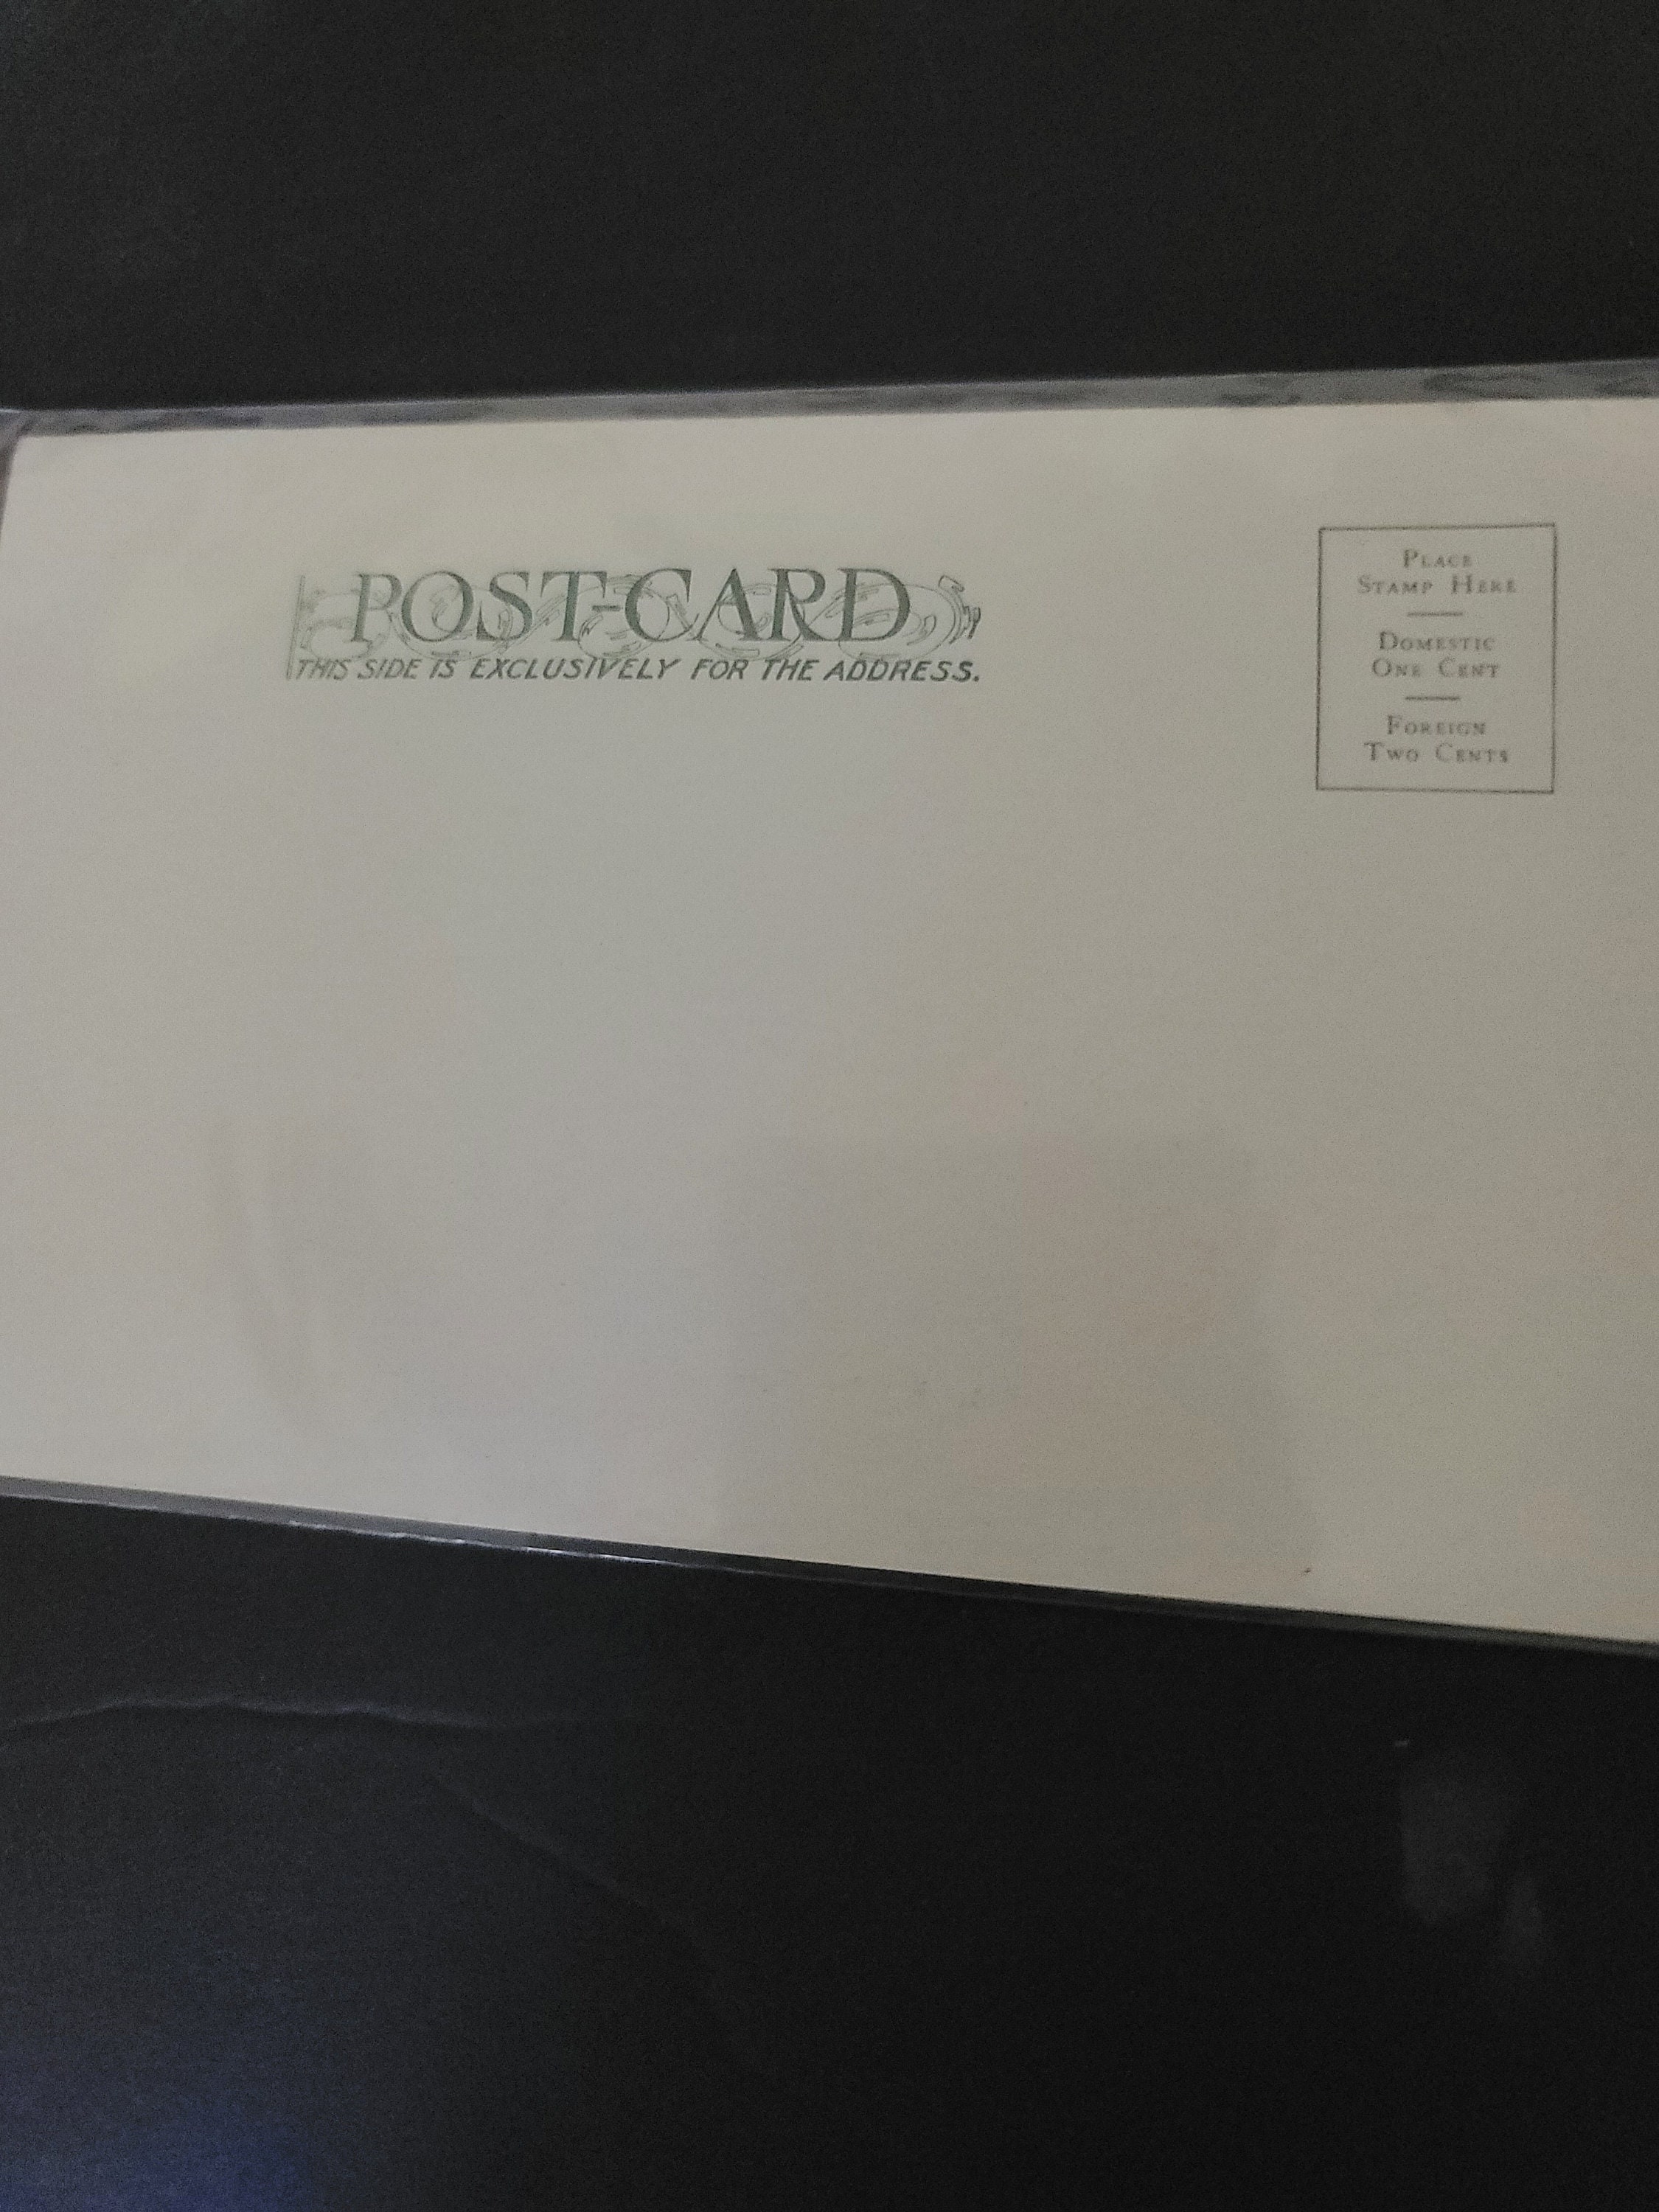 POST-CARD
THIS SIDE IS EXCLUSIVELY FOR THE ADDRESS.
PLACE
STAMP HERE
DOMESTIC
ONE CENT
FOREIGN
TWO CENTS